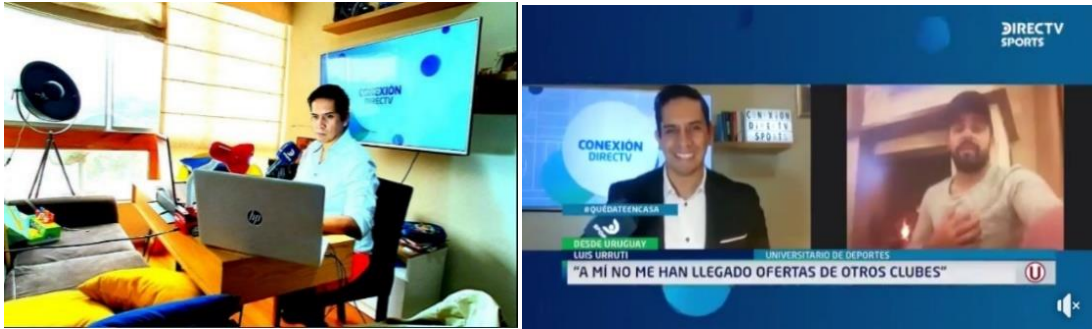 CONEXIÓN
DIRECTV
hp
DIRECTV
SPORTS
CONEXIÓN
DIRECTV
CONEXION
DIRECTV
SPORTS
#QUÉDATEENCASA
DESDE URUGUAY
LUIS URRUTI
UNIVERSITARIO DE DEPORTES
"A MÍ NO ME HAN LLEGADO OFERTAS DE OTROS CLUBES"
U